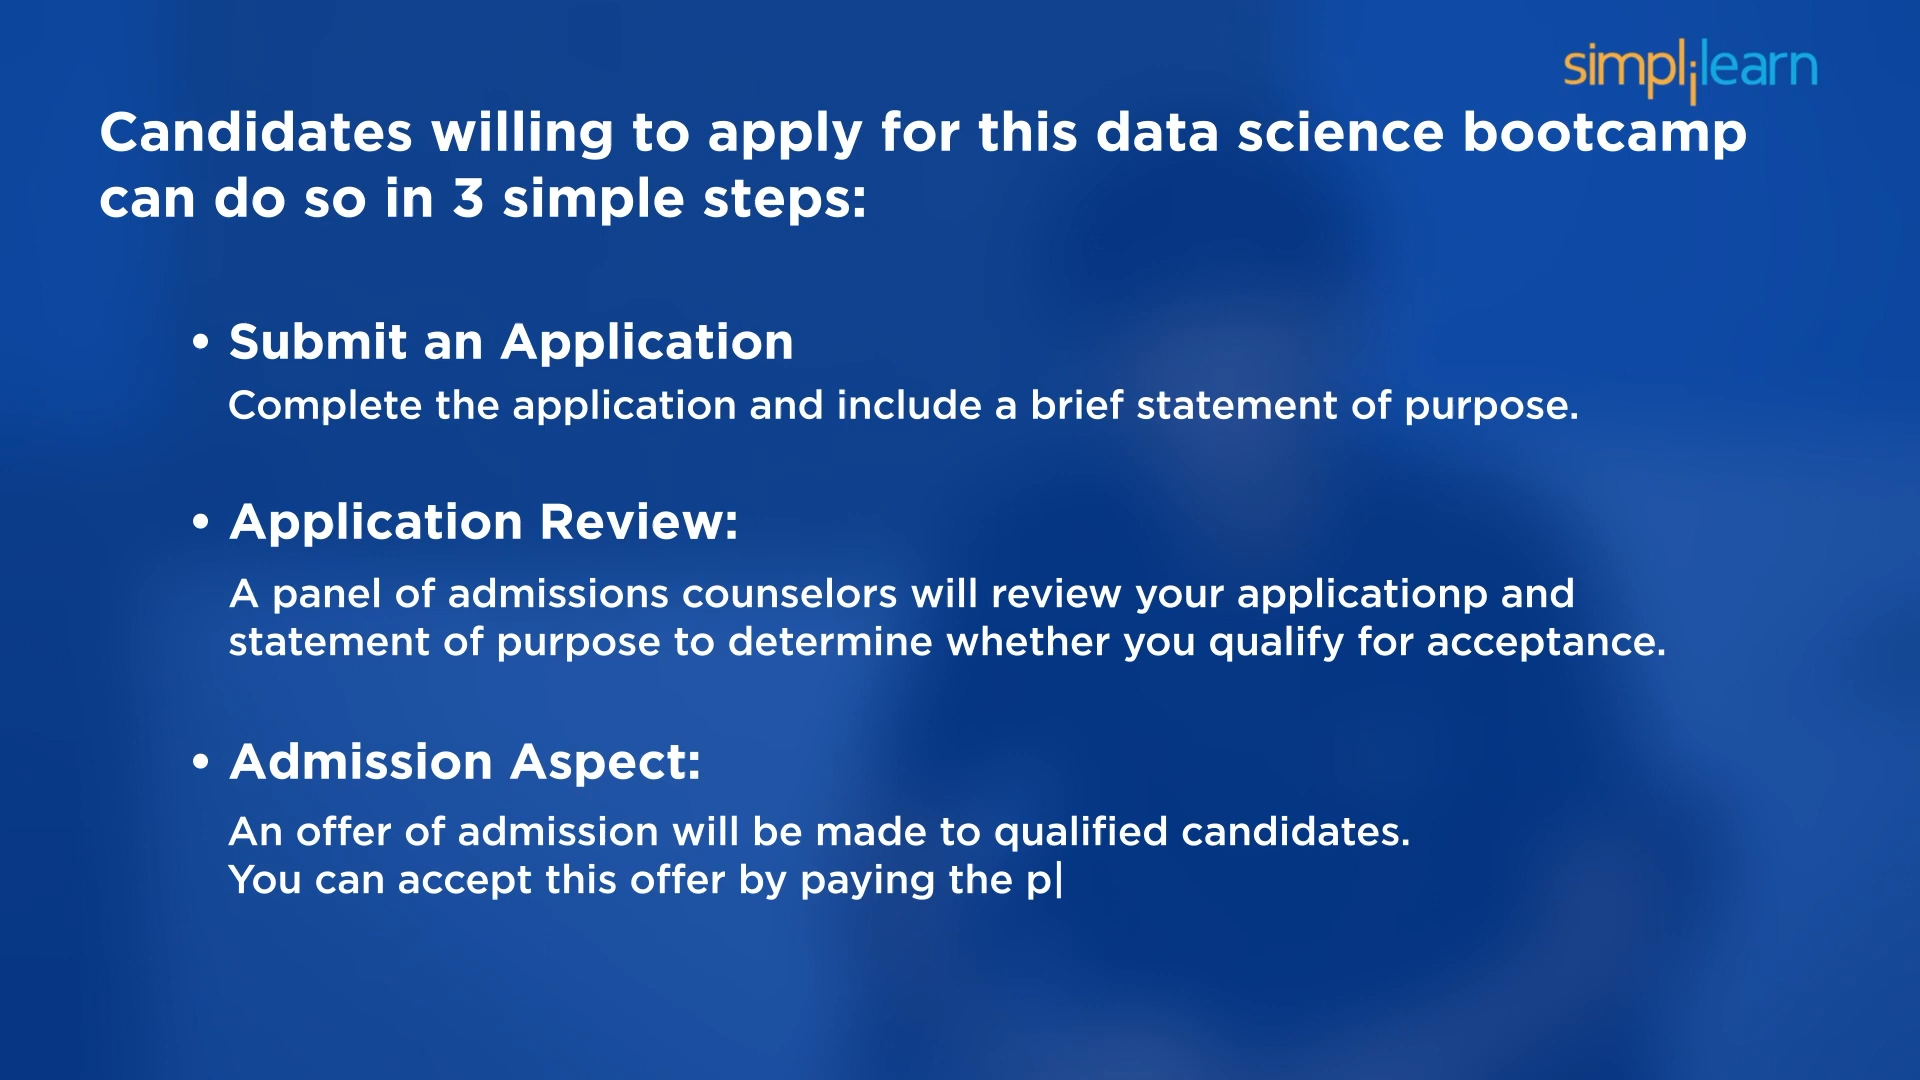 simplilearn
Candidates willing to apply for this data science bootcamp
can do so in 3 simple steps:
• Submit an Application
Complete the application and include a brief statement of purpose.
• Application Review:
A panel of admissions counselors will review your applicationp and
statement of purpose to determine whether you qualify for acceptance.
• Admission Aspect:
An offer of admission will be made to qualified candidates.
You can accept this offer by paying the p|